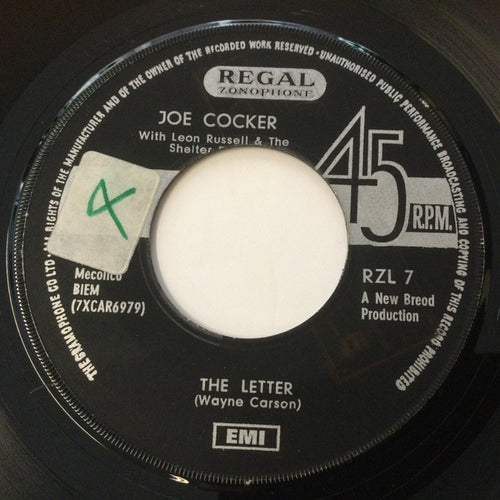 ALL RIGHTS OF THE MANUFACTURER AND OF THE OWNER OF THE RECORDED WORK RESERVED · UNAUTHORISED PUBLIC PERFORMANCE BROADCASTING AND COPYING OF THIS RECORD PROHIBITED
THE GRAMOPHONE CO LTD.
REGAL
ZONOPHONE
JOE COCKER
With Leon Russell & The
Shelter
45
R.P.M.
4
Mecolico
BIEM
(7XCAR6979)
RZL 7
A New Breod
Production
THE LETTER
(Wayne Carson)
EMI